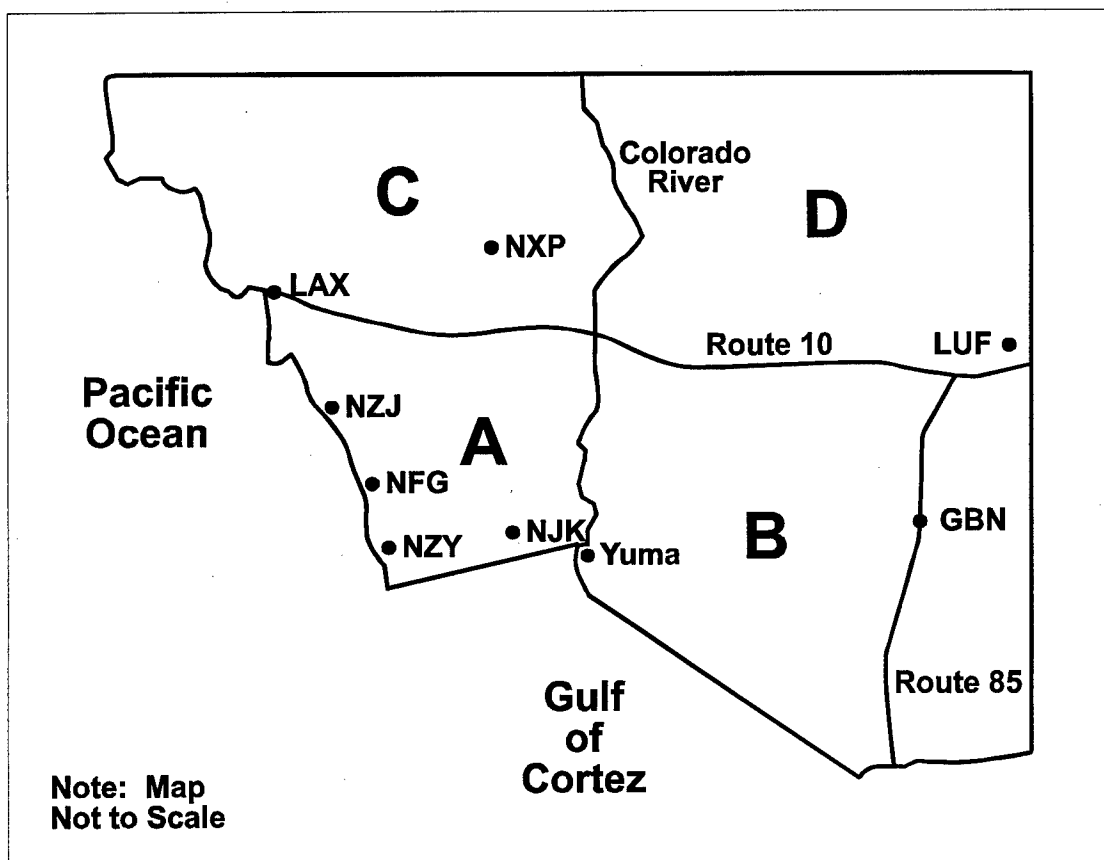 Colorado
River
C
D
NXP
LAX
Route 10
LUF
Pacific
Ocean
NZJ
A
NFG
B
GBN
NJK
NZY
Yuma
Route 85
Gulf
of
Cortez
Note: Map
Not to Scale